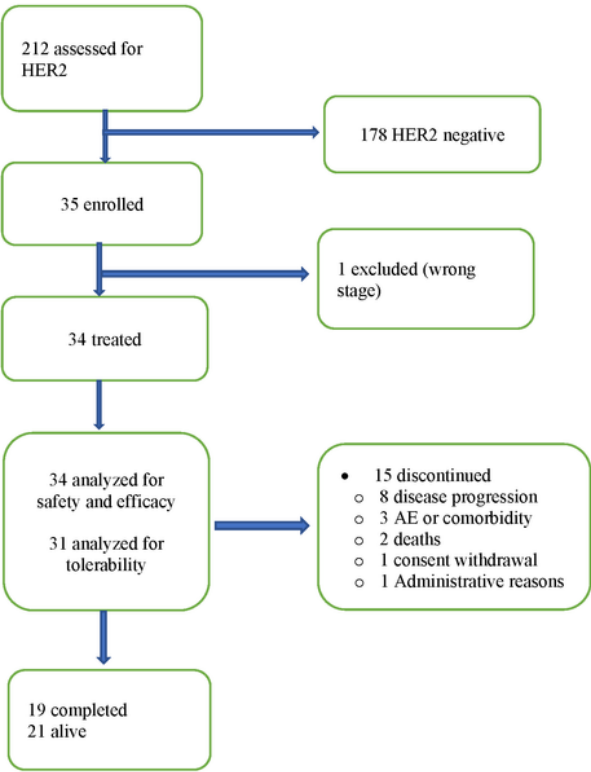 212 assessed for
HER2
178 HER2 negative
35 enrolled
1 excluded (wrong
stage)
34 treated
34 analyzed for
safety and efficacy
31 analyzed for
tolerability
• 15 discontinued
o 8 disease progression
o 3 AE or comorbidity
o 2 deaths
o 1 consent withdrawal
o 1 Administrative reasons
19 completed
21 alive